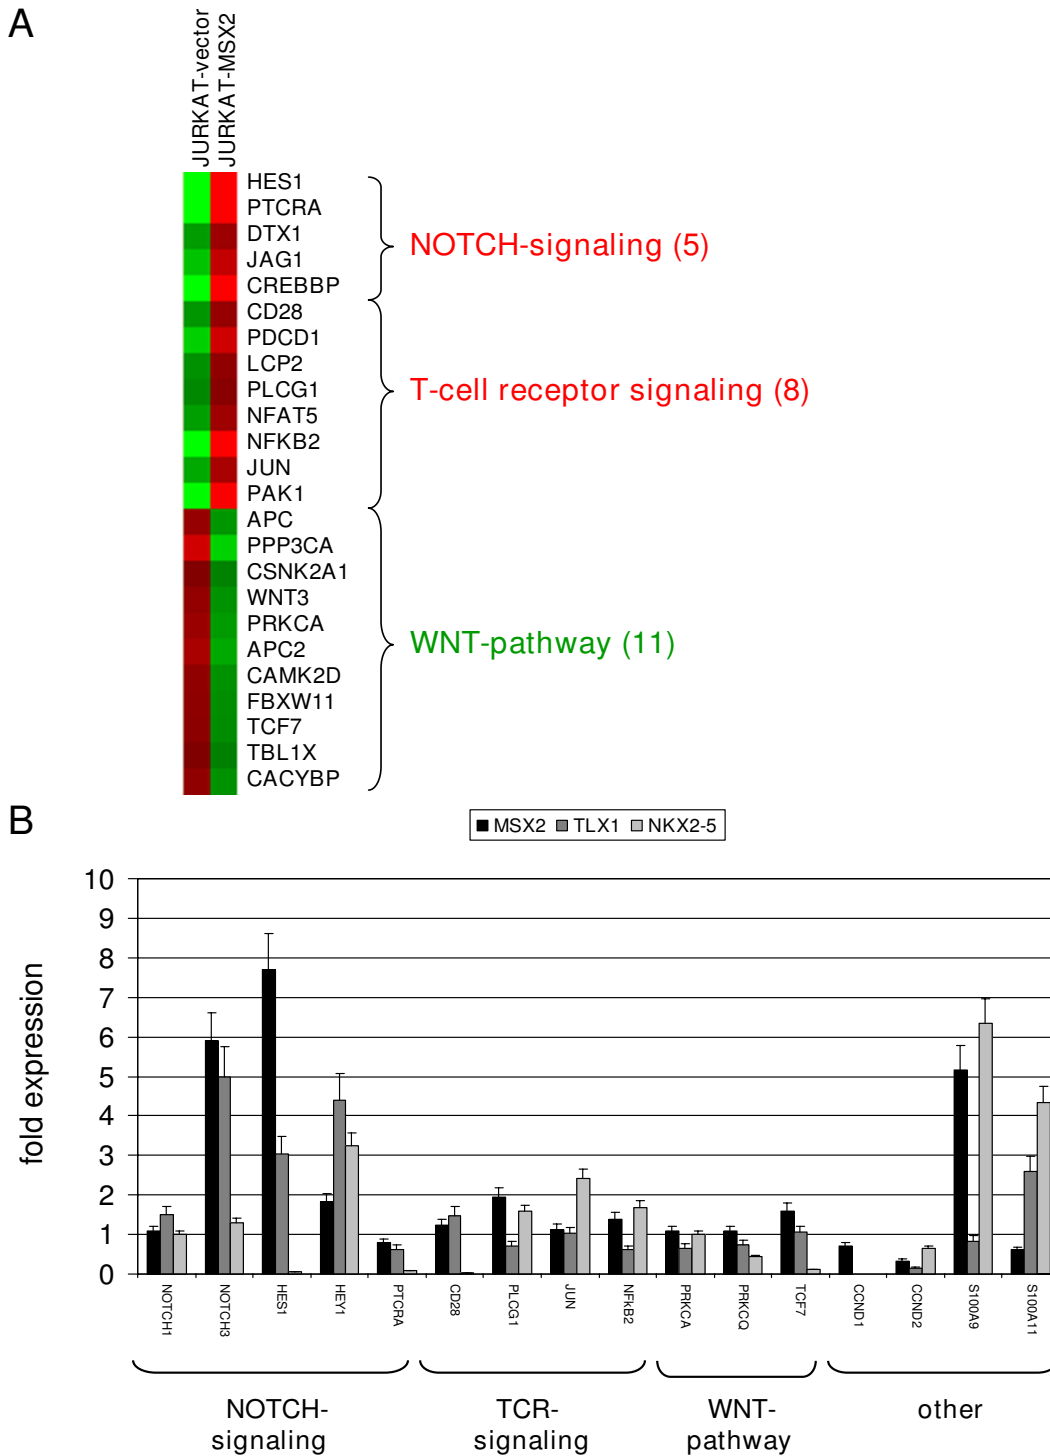 A
JURKAT-vector
JURKAT-MSX2
HES1
PTCRA
DTX1
JAG1
CREBBP
NOTCH-signaling (5)
CD28
PDCD1
LCP2
PLCG1
NFAT5
NFKB2
JUN
PAK1
T-cell receptor signaling (8)
APC
PPP3CA
CSNK2A1
WNT3
PRKCA
APC2
CAMK2D
FBXW11
TCF7
TBL1X
CACYBP
WNT-pathway (11)
B
MSX2 TLX1 NKX2-5
fold expression
10
9
8
7
6
5
4
3
2
1
0
NOTCH1
NOTCH3
HES1
HEY1
PTCRA
CD28
PLCG1
JUN
NFkB2
PRKCA
PRKCQ
TCF7
CCND1
CCND2
S100A9
S100A11
NOTCH-
signaling
TCR-
signaling
WNT-
pathway
other